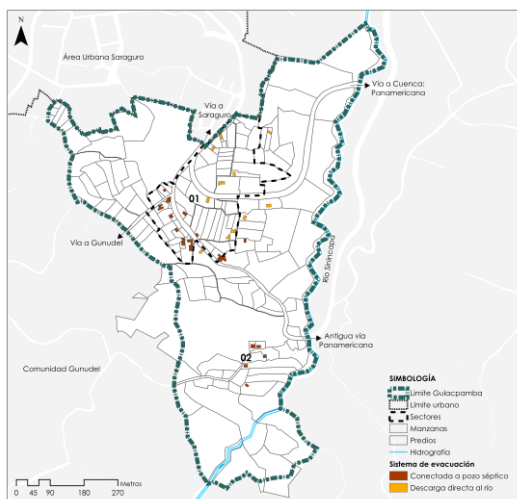 N
Área Urbana Saraguro
Vía a Cuenca;
Panamericana
Vía a
Saraguro
01
Vía a Gunudel
Río Sinincapa
Antigua vía
Panamericana
02
Comunidad Gunudel
SIMBOLOGÍA
Límite Gulacpamba
Límite urbano
Sectores
Manzanas
Predios
Hidrografía
Sistema de evacuación
Conectada a pozo séptico
Descarga directa al río
0 45 90 180 270
Metros